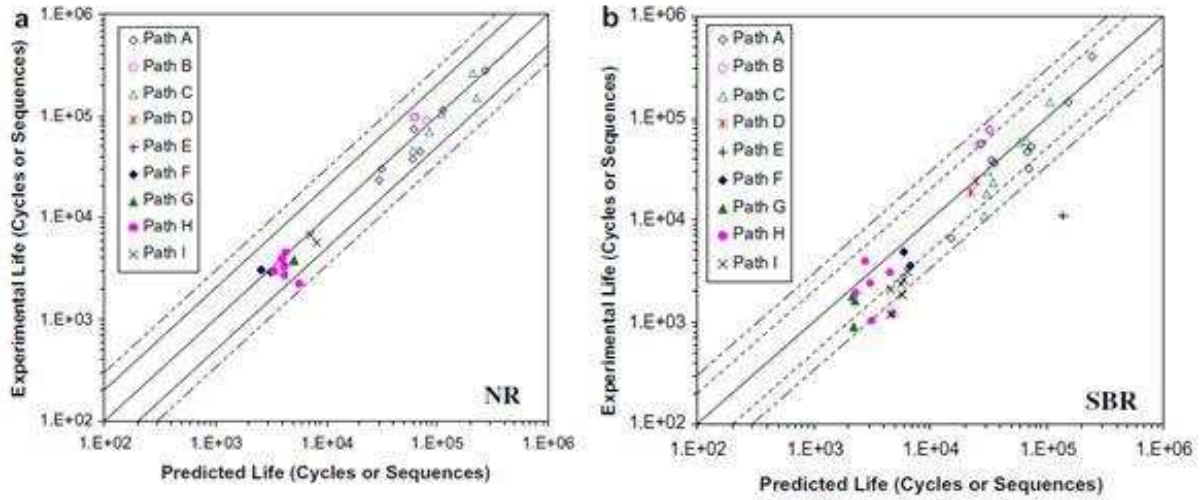 a
Experimental Life (Cycles or Sequences)
1.E+06
1.E+05
1.E+04
1.E+03
1.E+02
Path A
Path B
Path C
Path D
Path E
Path F
Path G
Path H
Path I
NR
1.E+02 1.E+03 1.E+04 1.E+05 1.E+06
Predicted Life (Cycles or Sequences)
b
Experimental Life (Cycles or Sequences)
1.E+06
1.E+05
1.E+04
1.E+03
1.E+02
Path A
Path B
Path C
Path D
Path E
Path F
Path G
Path H
Path I
SBR
1.E+02 1.E+03 1.E+04 1.E+05 1.E+06
Predicted Life (Cycles or Sequences)